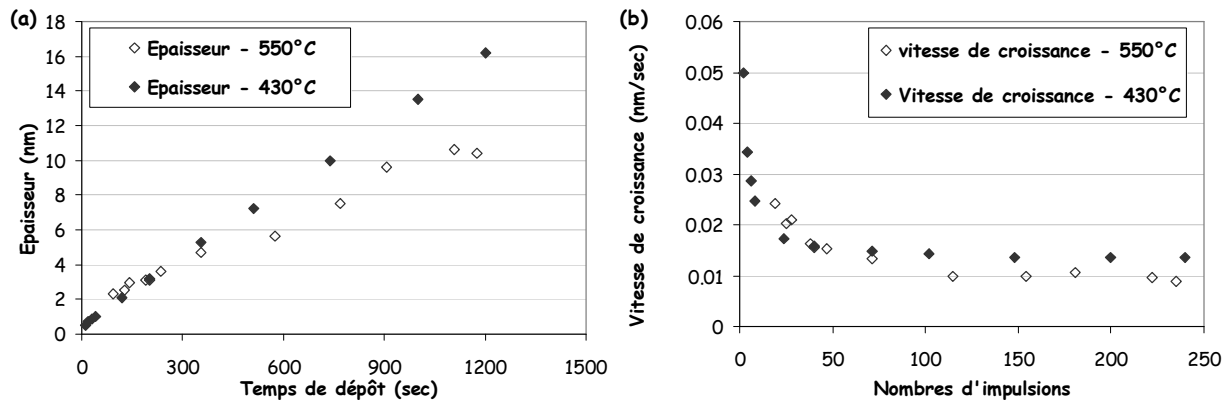 (a)
Epaisseur (nm)
18
16
14
12
10
8
6
4
2
0
Epaisseur - 550°C
Epaisseur - 430°C
0 300 600 900 1200 1500
Temps de dépôt (sec)
(b)
Vitesse de croissance (nm/sec)
0.06
0.05
0.04
0.03
0.02
0.01
0
vitesse de croissance - 550°C
Vitesse de croissance - 430°C
0 50 100 150 200 250
Nombres d'impulsions